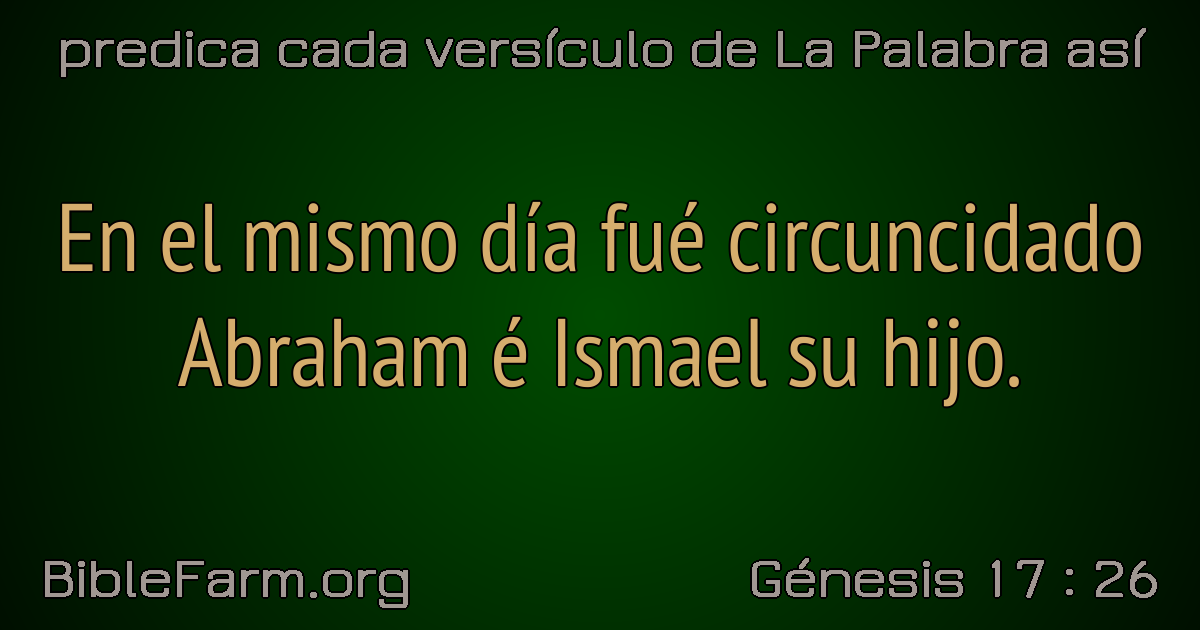 predica cada versículo de La Palabra así
En el mismo día fué circuncidado
Abraham é Ismael su hijo.
BibleFarm.org
Génesis 17 : 26